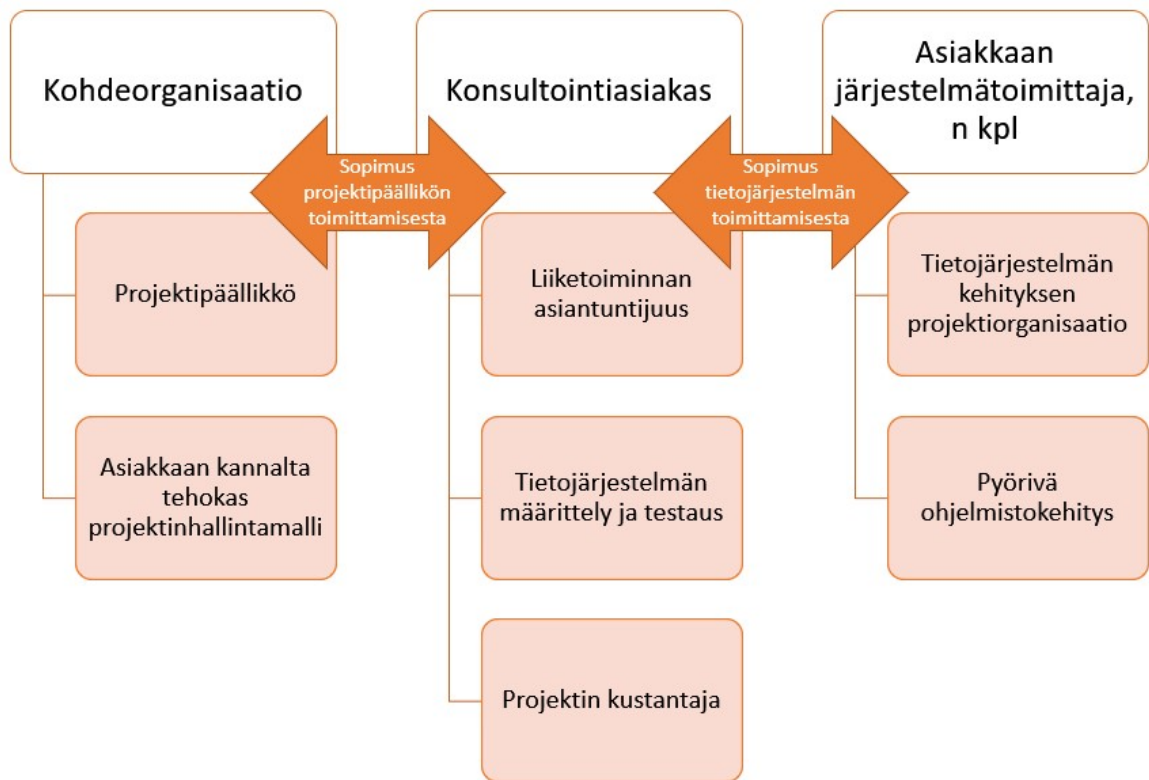 Kohdeorganisaatio
Konsultointiasiakas
Asiakkaan
järjestelmätoimittaja,
n kpl
Sopimus
projektipäällikön
toimittamisesta
Sopimus
tietojärjestelmän
toimittamisesta
Projektipäällikkö
Asiakkaan kannalta
tehokas
projektinhallintamalli
Liiketoiminnan
asiantuntijuus
Tietojärjestelmän
määrittely ja testaus
Projektin kustantaja
Tietojärjestelmän
kehityksen
projektiorganisaatio
Pyörivä
ohjelmistokehitys